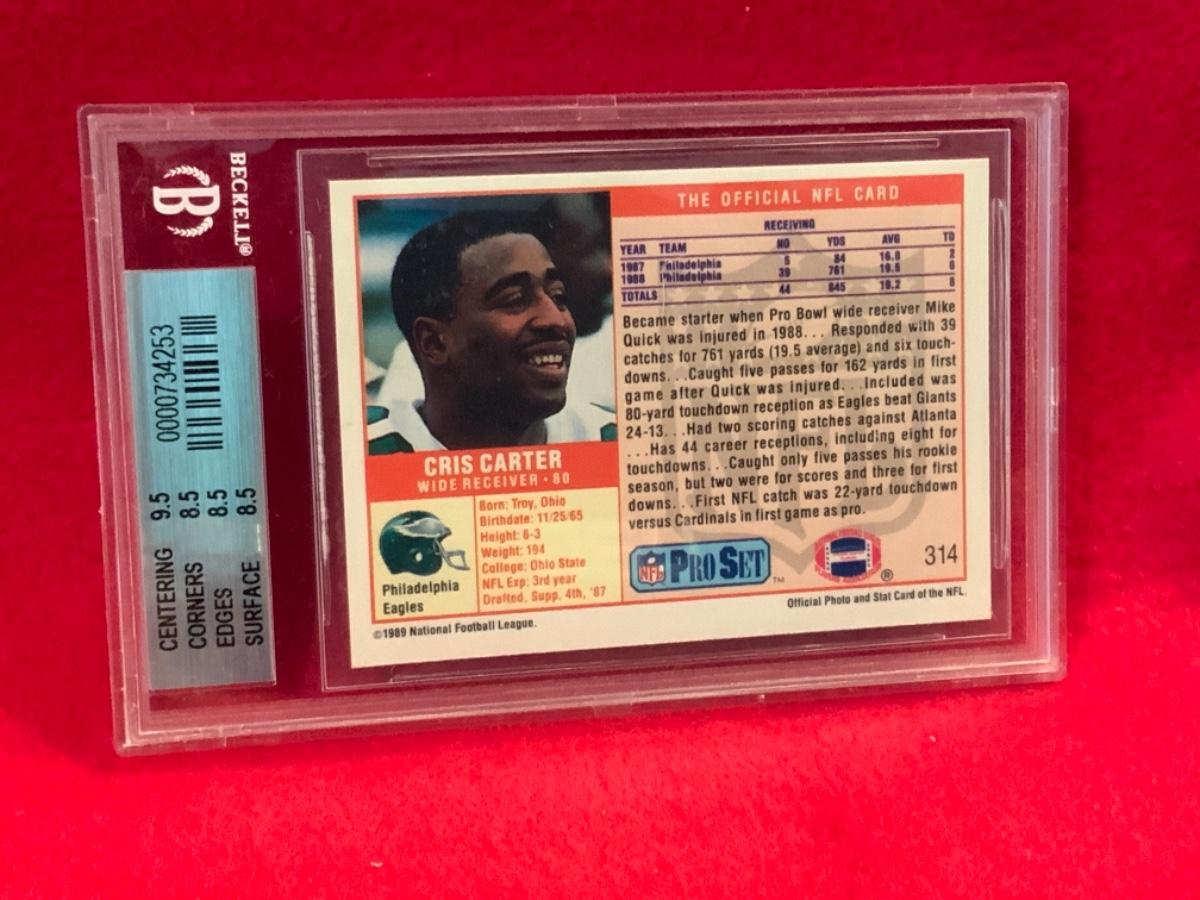 BECKETT®
B
0000734253
CENTERING 9.5
CORNERS 8.5
EDGES 8.5
SURFACE 8.5
CRIS CARTER
WIDE RECEIVER • 80
Philadelphia
Eagles
Born: Troy, Ohio
Birthdate: 11/25/65
Height: 6-3
Weight: 194
College: Ohio State
NFL Exp: 3rd year
Drafted, Supp. 4th, '87
©1989 National Football League.
THE OFFICIAL NFL CARD
RECEIVING
YEAR TEAM NO YDS AVG TD
1987 Philadelphia 5 84 16.8 2
1988 Philadelphia 39 761 19.5 6
TOTALS 44 845 19.2
Became starter when Pro Bowl wide receiver Mike
Quick was injured in 1988... Responded with 39
catches for 761 yards (19.5 average) and six touch-
downs...Caught five passes for 162 yards in first
game after Quick was injured...Included was
80-yard touchdown reception as Eagles beat Giants
24-13...Had two scoring catches against Atlanta
...Has 44 career receptions, including eight for
touchdowns...Caught only five passes his rookie
season, but two were for scores and three for first
downs...First NFL catch was 22-yard touchdown
versus Cardinals in first game as pro.
NFL PRO SET™
® 314
Official Photo and Stat Card of the NFL.